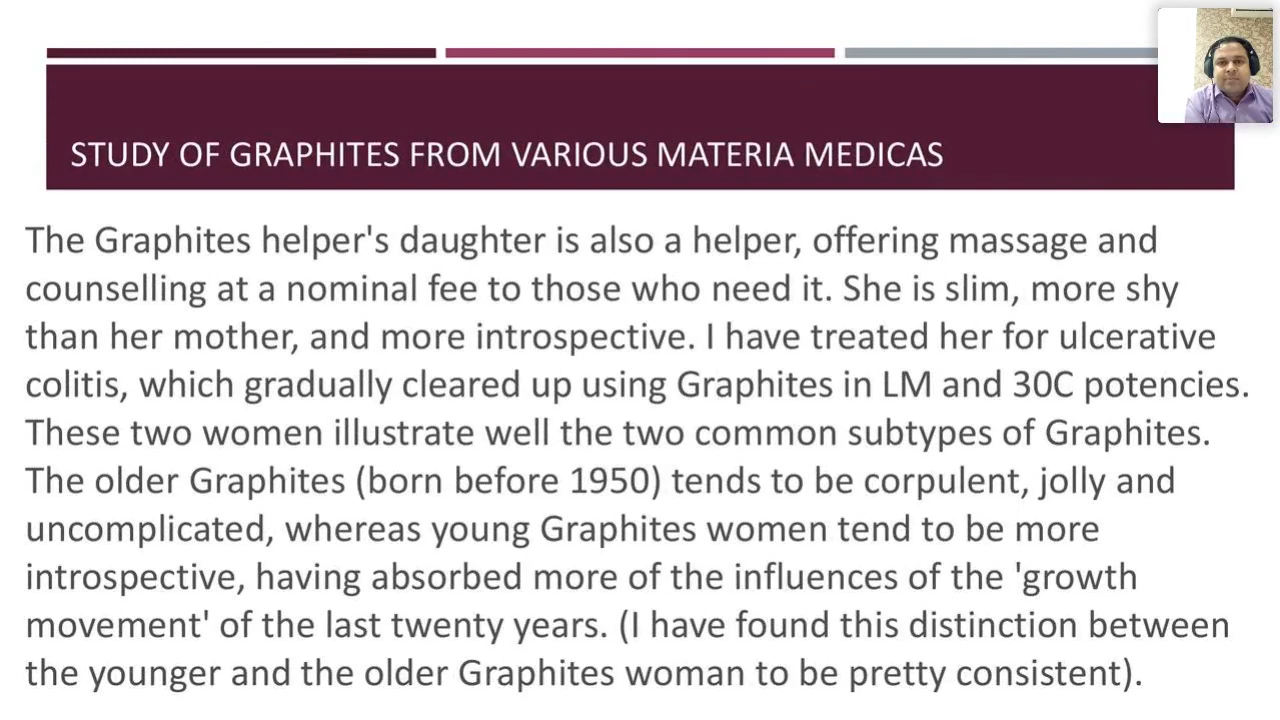 STUDY OF GRAPHITES FROM VARIOUS MATERIA MEDICAS
The Graphites helper's daughter is also a helper, offering massage and
counselling at a nominal fee to those who need it. She is slim, more shy
than her mother, and more introspective. I have treated her for ulcerative
colitis, which gradually cleared up using Graphites in LM and 30C potencies.
These two women illustrate well the two common subtypes of Graphites.
The older Graphites (born before 1950) tends to be corpulent, jolly and
uncomplicated, whereas young Graphites women tend to be more
introspective, having absorbed more of the influences of the 'growth
movement' of the last twenty years. (I have found this distinction between
the younger and the older Graphites woman to be pretty consistent).